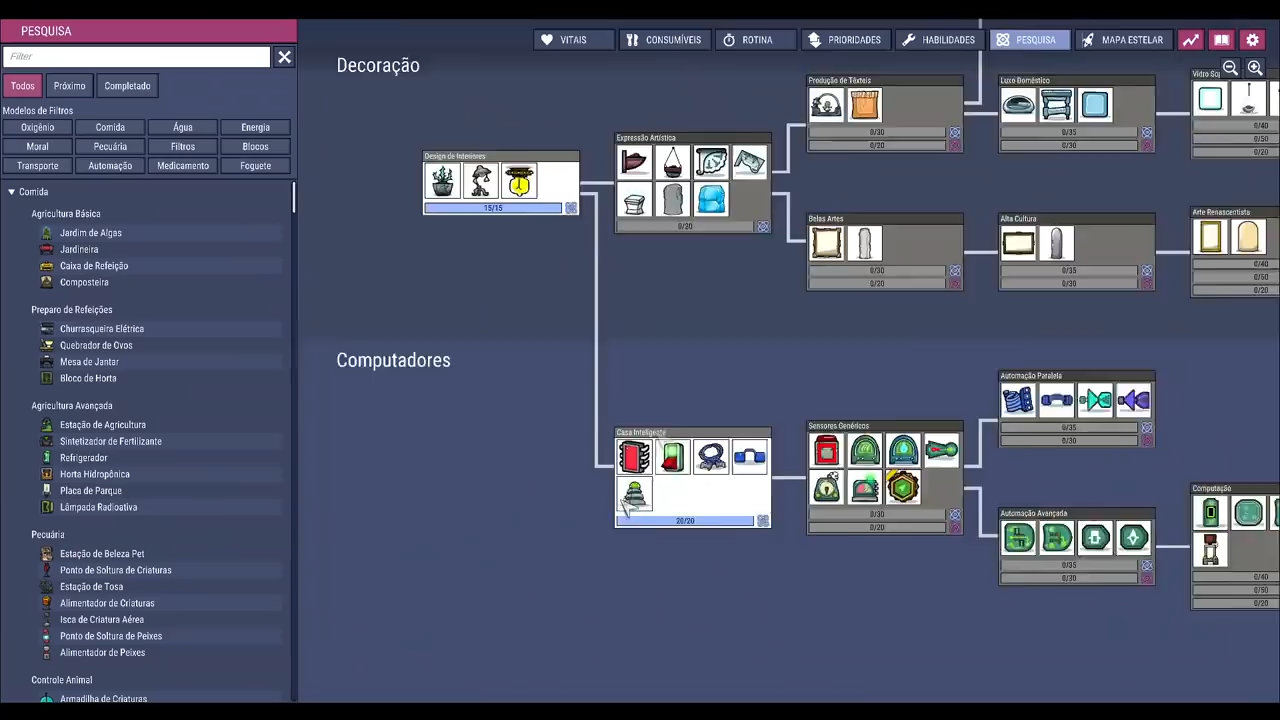 PESQUISA
VITAIS
CONSUMÍVEIS
ROTINA
PRIORIDADES
HABILIDADES
PESQUISA
MAPA ESTELAR
Filter
Todos
Próximo
Completado
Modelos de Filtros
Oxigênio
Comida
Água
Energia
Moral
Pecuária
Filtros
Blocos
Transporte
Automação
Medicamento
Foguete
Comida
Agricultura Básica
Jardim de Algas
Jardineira
Caixa de Refeição
Composteira
Preparo de Refeições
Churrasqueira Elétrica
Quebrador de Ovos
Mesa de Jantar
Bloco de Horta
Agricultura Avançada
Estação de Agricultura
Sintetizador de Fertilizante
Refrigerador
Horta Hidropônica
Placa de Parque
Lâmpada Radioativa
Pecuária
Estação de Beleza Pet
Ponto de Soltura de Criaturas
Estação de Tosa
Alimentador de Criaturas
Isca de Criatura Aérea
Ponto de Soltura de Peixes
Alimentador de Peixes
Controle Animal
Armadilha de Criaturas
Decoração
Design de Interiores
15/15
Expressão Artística
0/20
Produção de Têxteis
0/30
0/20
Luxo Doméstico
0/35
0/30
0/40
0/50
0/20
Belas Artes
0/30
0/20
Alta Cultura
0/35
0/30
Arte Renascentista
0/40
0/50
0/20
Computadores
Casa Inteligente
20/20
Sensores Genéricos
0/30
0/20
Automação Paralela
0/35
0/30
Automação Avançada
0/35
0/30
Computação
0/40
0/50
0/20